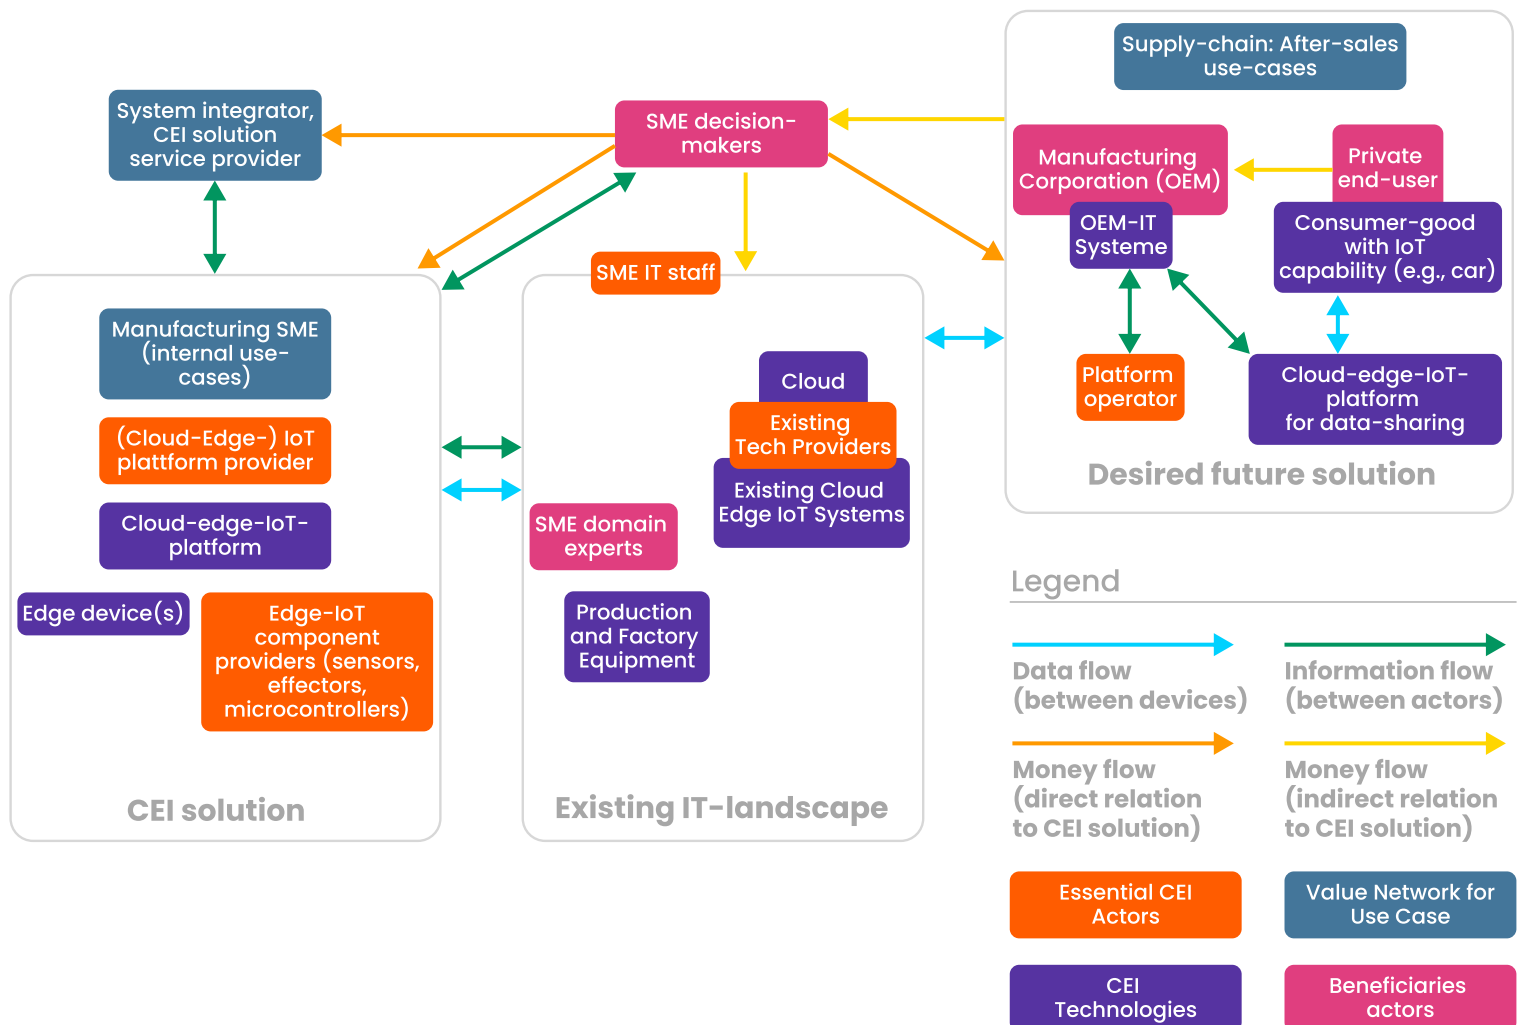 Supply-chain: After-sales
use-cases
System integrator,
CEI solution
service provider
SME decision-
makers
Manufacturing
Corporation (OEM)
Private
end-user
OEM-IT
Systeme
Consumer-good
with IoT
capability (e.g., car)
SME IT staff
Manufacturing SME
(internal use-
cases)
Cloud
Platform
operator
Cloud-edge-IoT-
platform
for data-sharing
(Cloud-Edge-) IoT
plattform provider
Existing
Tech Providers
Desired future solution
Existing Cloud
Edge IoT Systems
Cloud-edge-IoT-
platform
SME domain
experts
Edge device(s)
Edge-IoT
component
providers (sensors,
effectors,
microcontrollers)
Production
and Factory
Equipment
CEI solution
Existing IT-landscape
Legend
Data flow
(between devices)
Information flow
(between actors)
Money flow
(direct relation
to CEI solution)
Money flow
(indirect relation
to CEI solution)
Essential CEI
Actors
Value Network for
Use Case
CEI
Technologies
Beneficiaries
actors